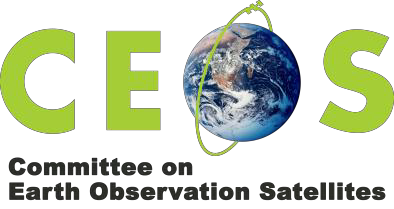 CEOS
Committee on
Earth Observation Satellites